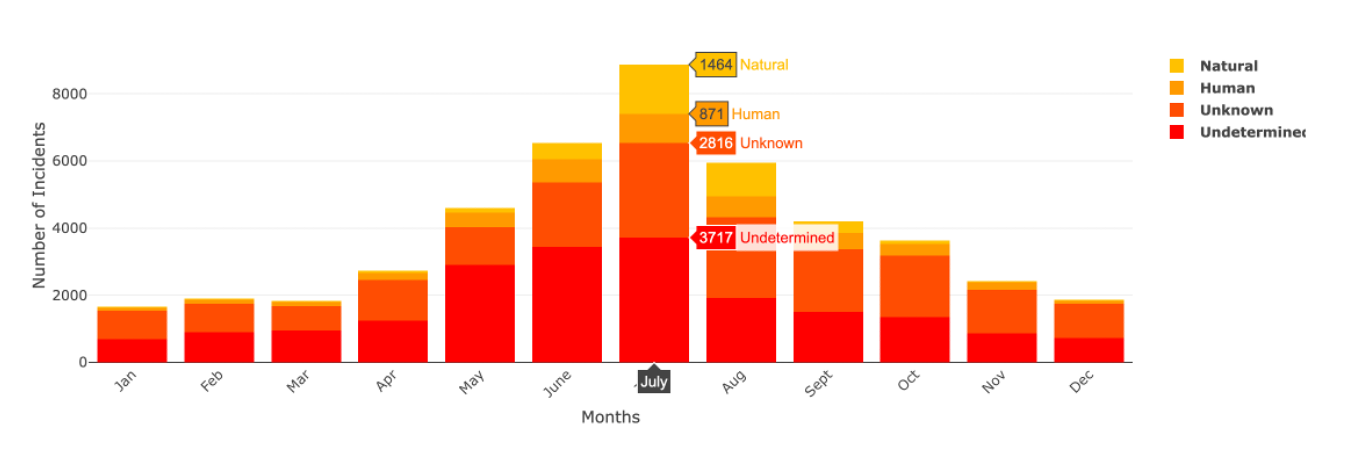 1464 Natural
871 Human
2816 Unknown
3717 Undetermined
Natural
Human
Unknown
Undetermined
Number of Incidents
8000
6000
4000
2000
0
Jan
Feb
Mar
Apr
May
June
July
Aug
Sept
Oct
Nov
Dec
Months